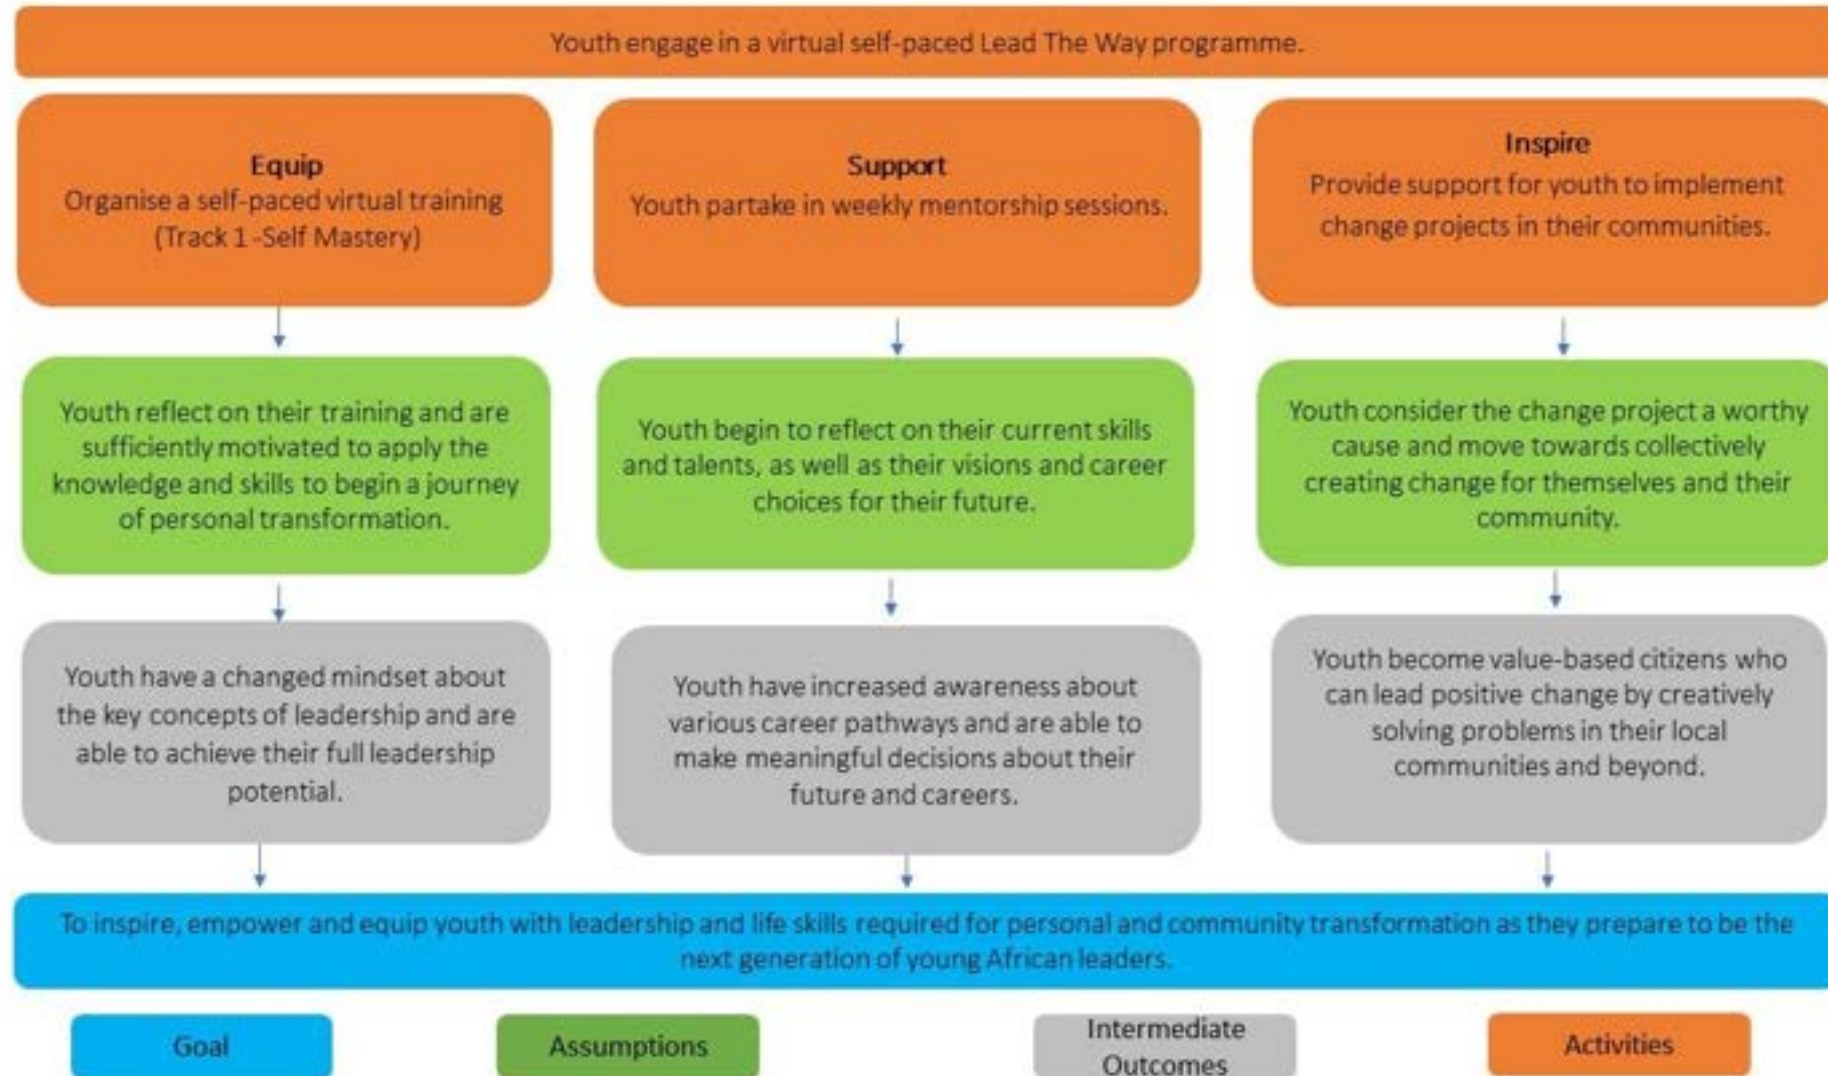 Youth engage in a virtual self-paced Lead The Way programme.
Equip
Organise a self-paced virtual training
(Track 1 -Self Mastery)
Support
Youth partake in weekly mentorship sessions.
Inspire
Provide support for youth to implement
change projects in their communities.
Youth reflect on their training and are
sufficiently motivated to apply the
knowledge and skills to begin a journey
of personal transformation.
Youth begin to reflect on their current skills
and talents, as well as their visions and career
choices for their future.
Youth consider the change project a worthy
cause and move towards collectively
creating change for themselves and their
community.
Youth have a changed mindset about
the key concepts of leadership and are
able to achieve their full leadership
potential.
Youth have increased awareness about
various career pathways and are able to
make meaningful decisions about their
future and careers.
Youth become value-based citizens who
can lead positive change by creatively
solving problems in their local
communities and beyond.
To inspire, empower and equip youth with leadership and life skills required for personal and community transformation as they prepare to be the
next generation of young African leaders.
Goal
Assumptions
Intermediate
Outcomes
Activities